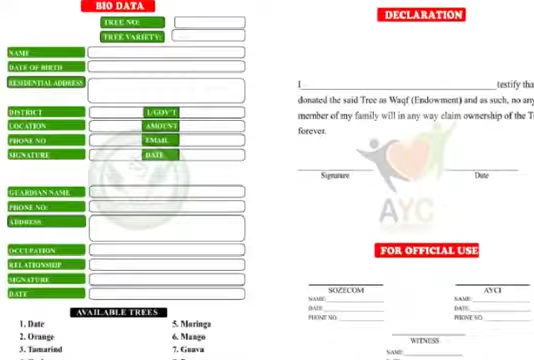 BIO DATA
TREE NO:
TREE VARIETY:
NAME
DATE OF BIRTH
RESIDENTIAL ADDRESS
DISTRICT
L/GOV'T
LOCATION
AMOUNT
PHONE NO
EMAIL
SIGNATURE
DATE
GUARDIAN NAME
PHONE NO:
ADDRESS
OCCUPATION
RELATIONSHIP
SIGNATURE
DATE
AVAILABLE TREES
1. Date
2. Orange
3. Tamarind
5. Moringa
6. Mango
7. Guava
DECLARATION
I testify tha
donated the said Tree as Waqf (Endowment) and as such, no any
member of my family will in any way claim ownership of the T
forever.
Signature
Date
AYC
FOR OFFICIAL USE
SOZECOM
AYCI
NAME:
NAME:
DATE:
DATE:
PHONE NO:
PHONE NO:
WITNESS
NAME: